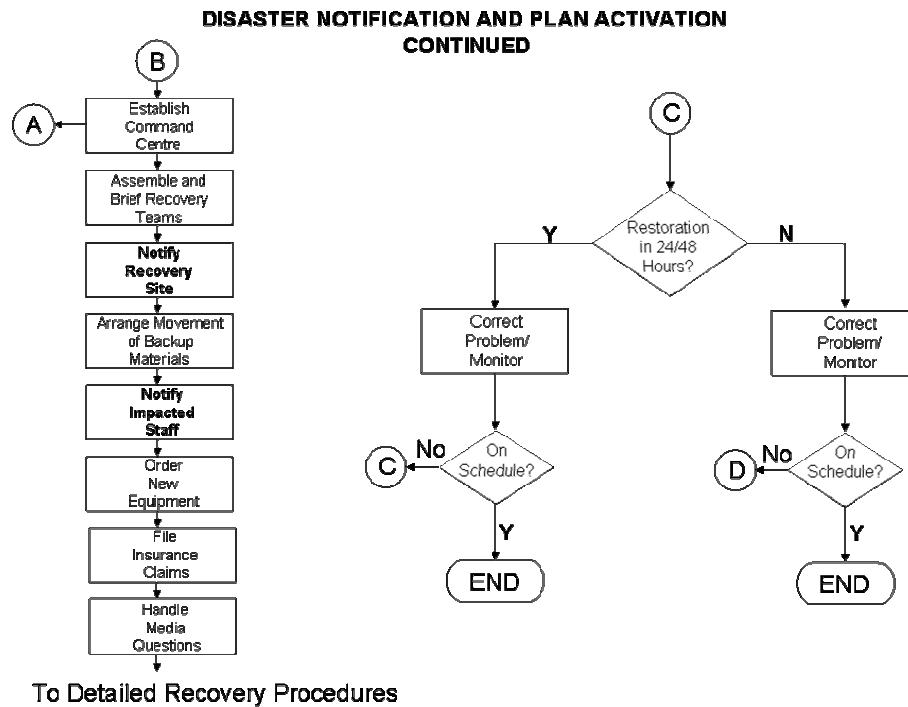 DISASTER NOTIFICATION AND PLAN ACTIVATION
CONTINUED
B
A
Establish
Command
Centre
Assemble and
Brief Recovery
Teams
Notify
Recovery
Site
Arrange Movement
of Backup
Materials
Notify
Impacted
Staff
Order
New
Equipment
File
Insurance
Claims
Handle
Media
Questions
To Detailed Recovery Procedures
C
Restoration
in 24/48
Hours?
Y
N
Correct
Problem/
Monitor
On
Schedule?
No
C
Y
END
Correct
Problem/
Monitor
On
Schedule?
No
D
Y
END